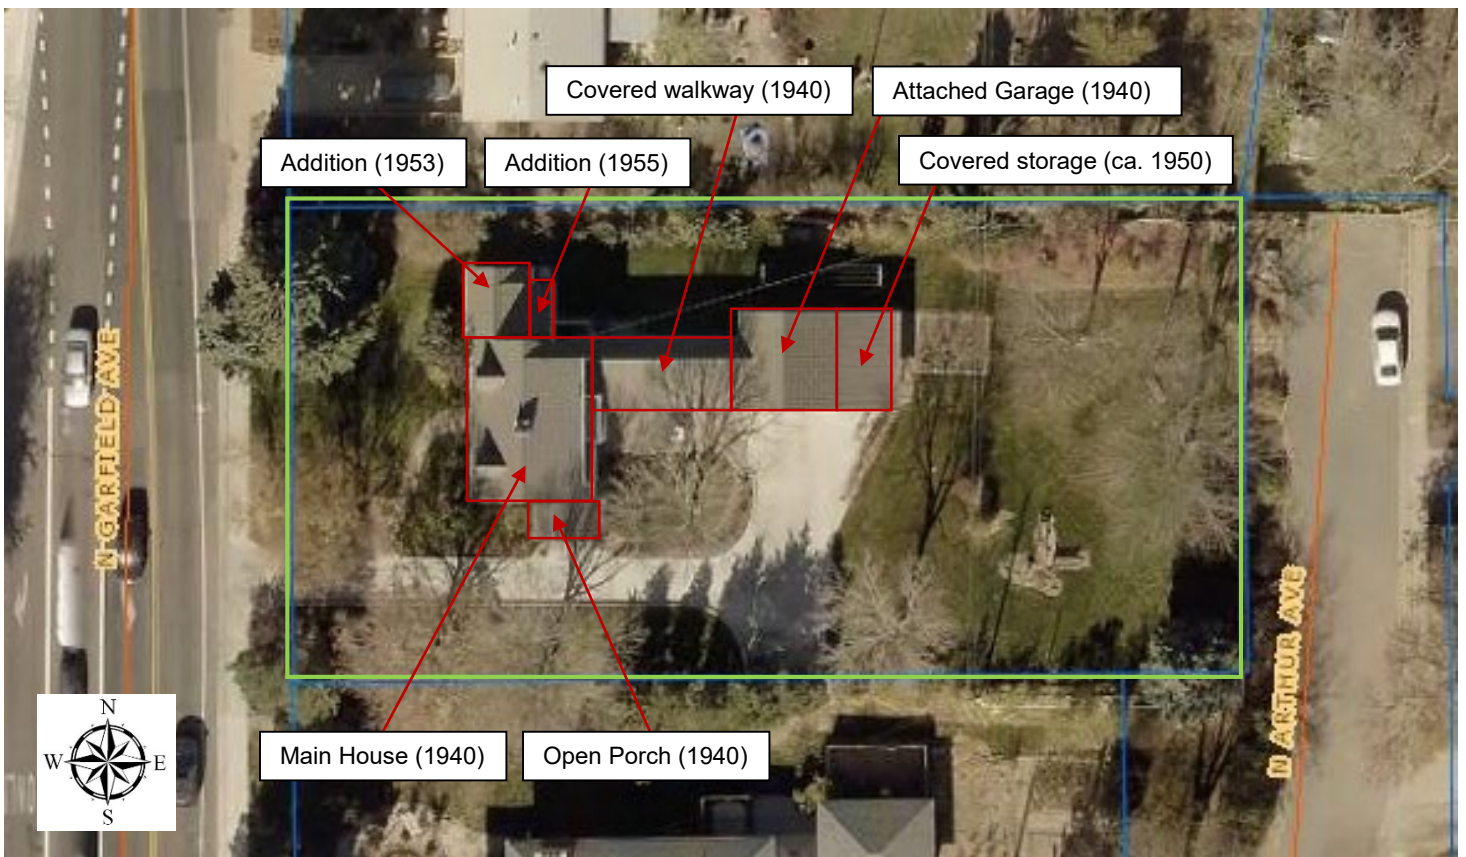 Covered walkway (1940)
Attached Garage (1940)
Addition (1953)
Addition (1955)
Covered storage (ca. 1950)
N GARFIELD AVE
N ARTHUR AVE
Main House (1940)
Open Porch (1940)
N
W E
S